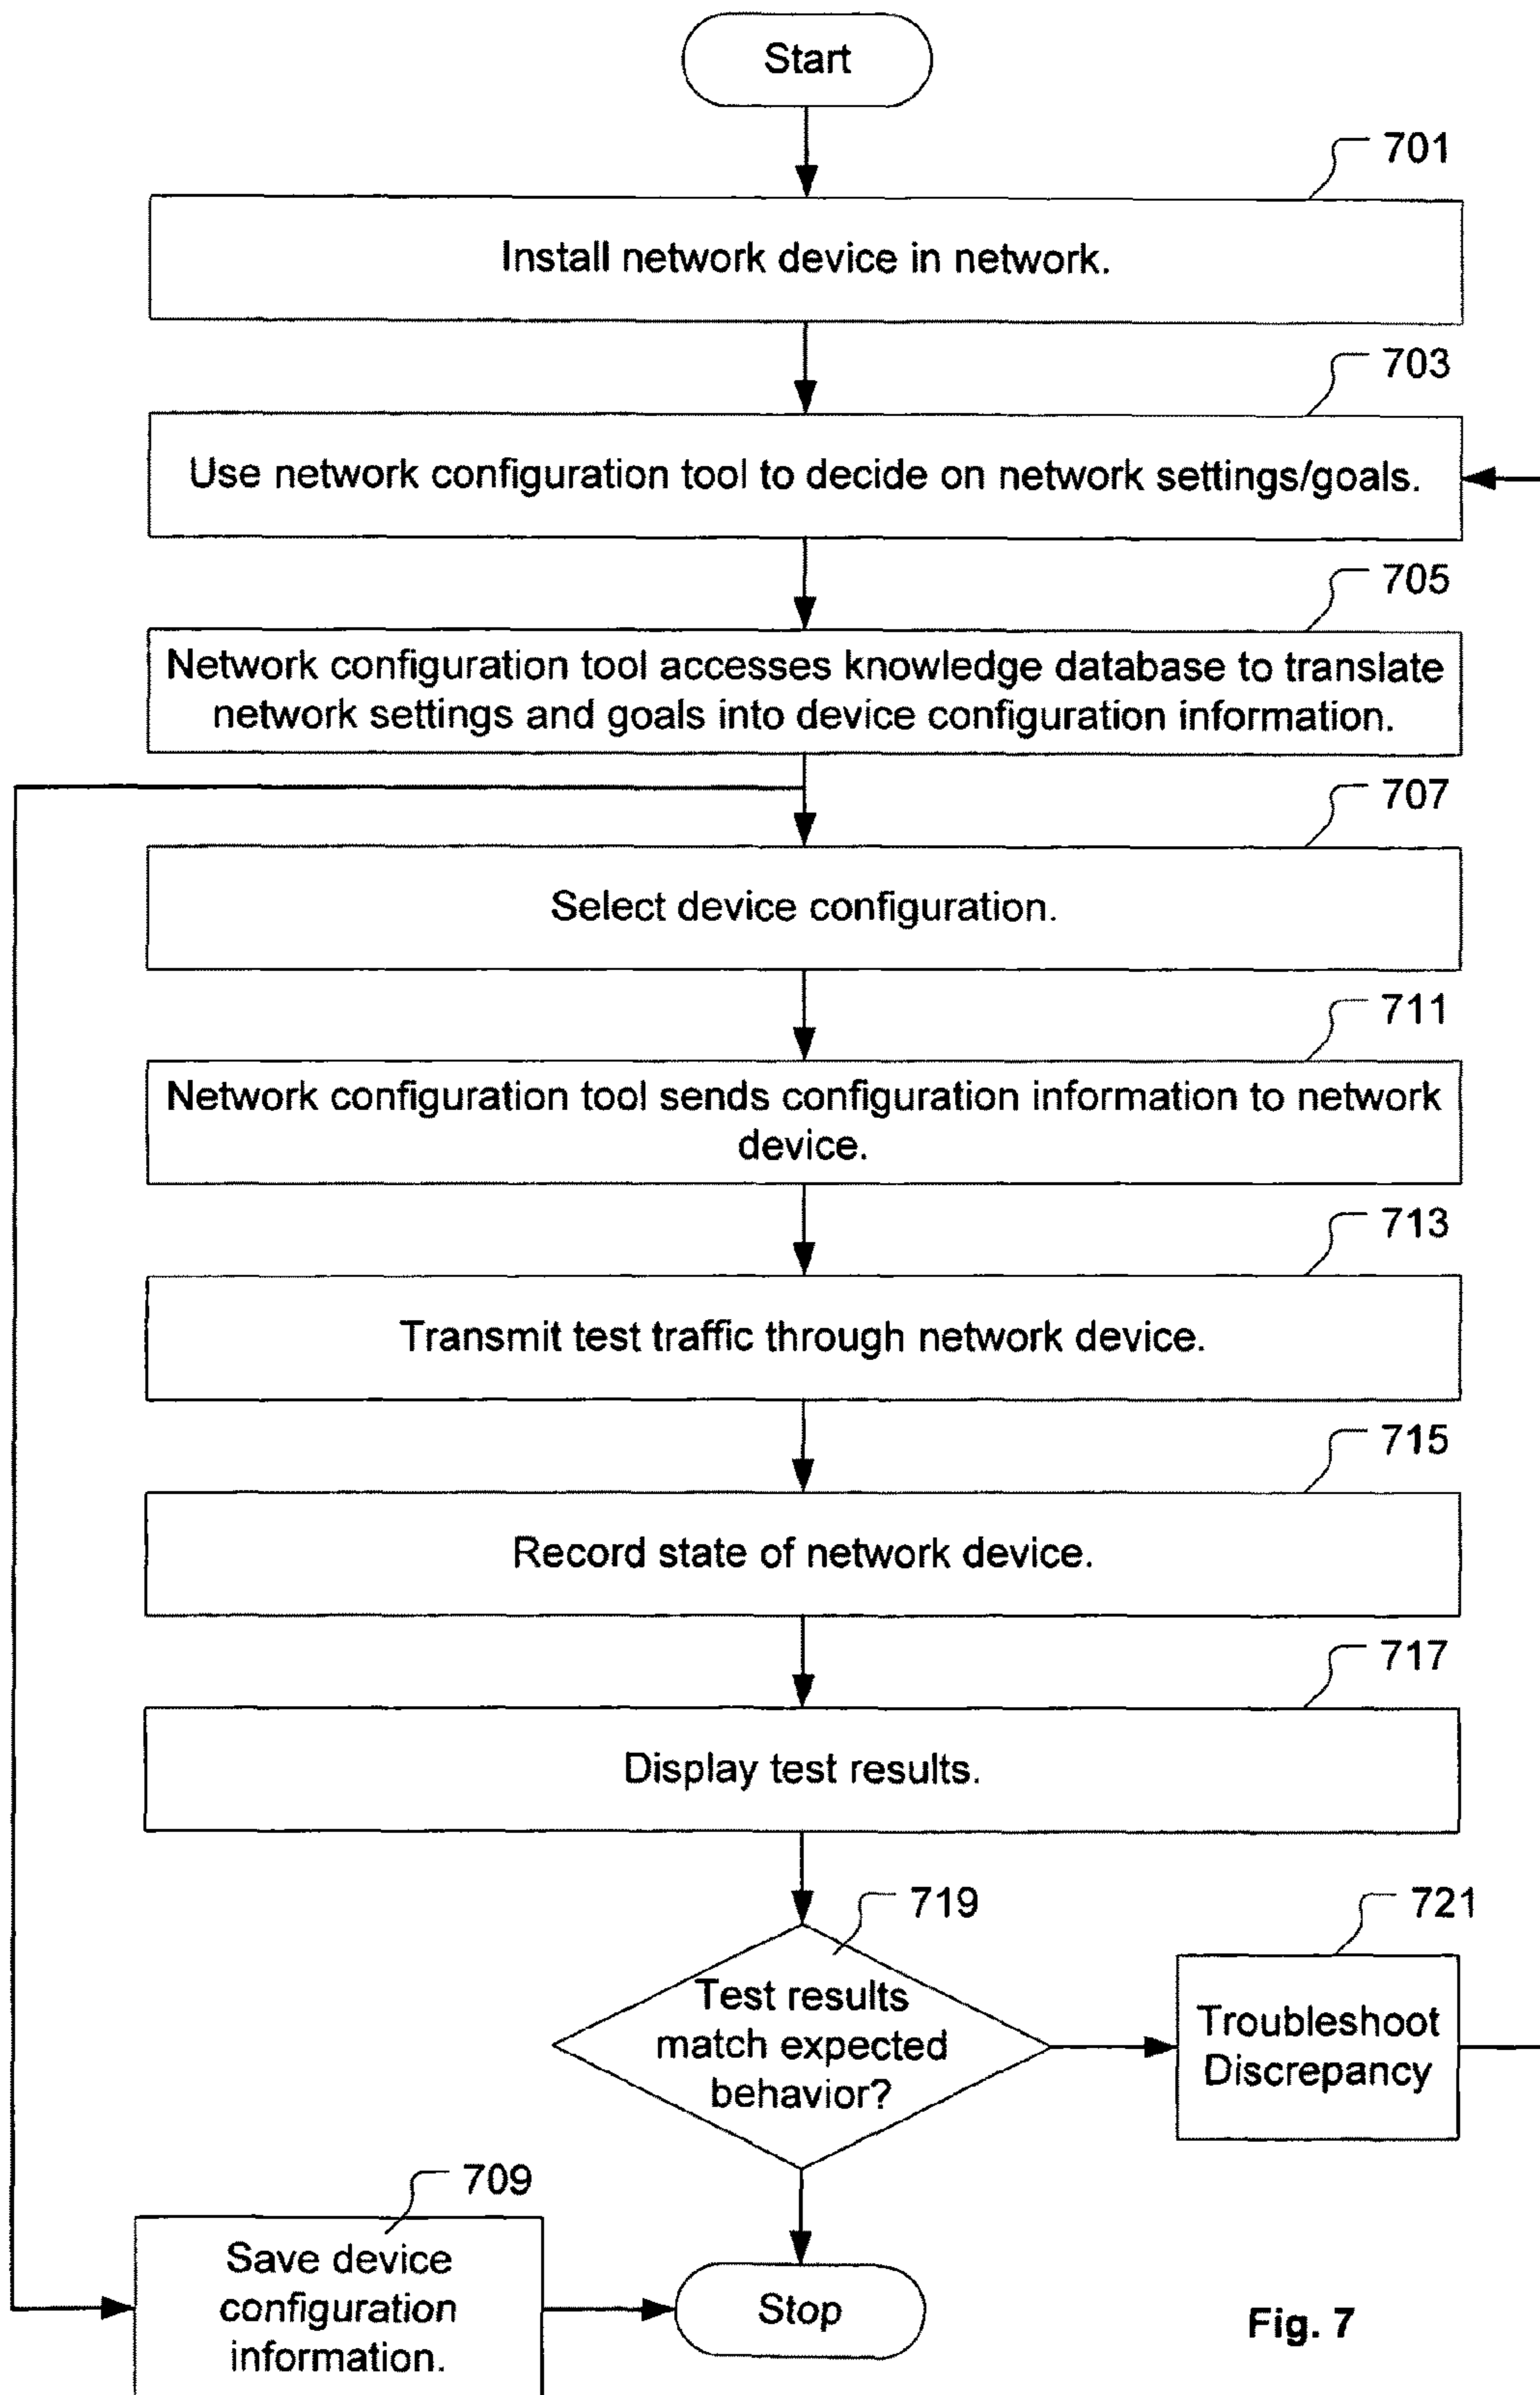 Start
701
Install network device in network.
703
Use network configuration tool to decide on network settings/goals.
705
Network configuration tool accesses knowledge database to translate
network settings and goals into device configuration information.
707
Select device configuration.
711
Network configuration tool sends configuration information to network
device.
713
Transmit test traffic through network device.
715
Record state of network device.
717
Display test results.
719
Test results
match expected
behavior?
721
Troubleshoot
Discrepancy
709
Save device
configuration
information.
Stop
Fig. 7